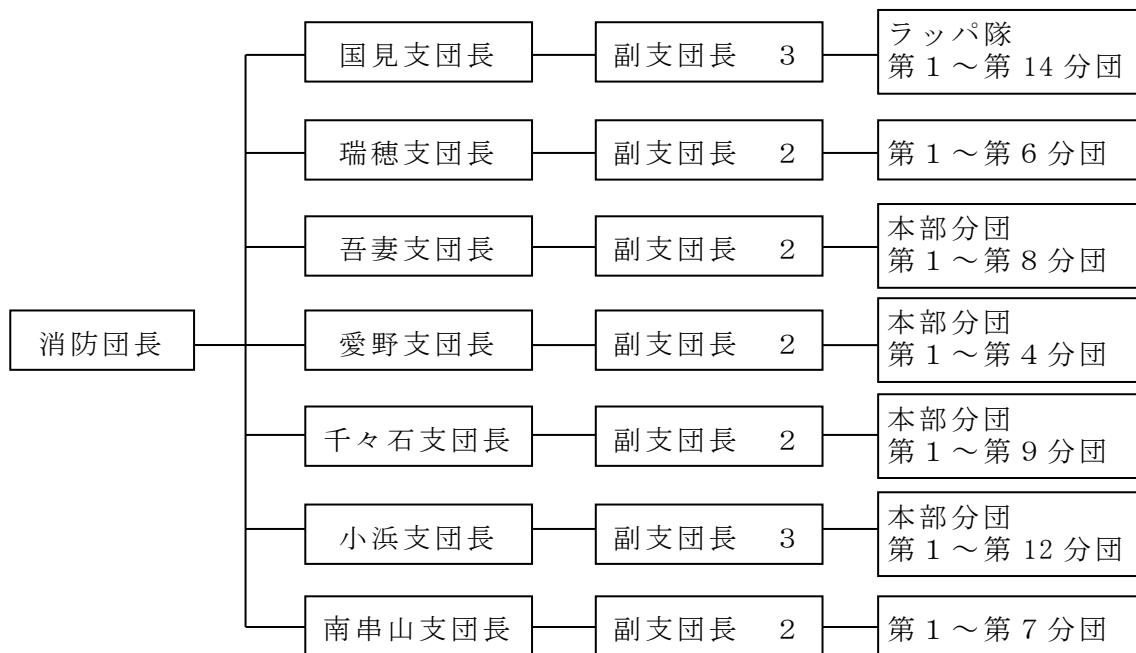 国見支団長
副支団長 3
ラッパ隊
第1～第14分団
瑞穂支団長
副支団長 2
第1～第6分団
吾妻支団長
副支団長 2
本部分団
第1～第8分団
消防団長
愛野支団長
副支団長 2
本部分団
第1～第4分団
千々石支団長
副支団長 2
本部分団
第1～第9分団
小浜支団長
副支団長 3
本部分団
第1～第12分団
南串山支団長
副支団長 2
第1～第7分団